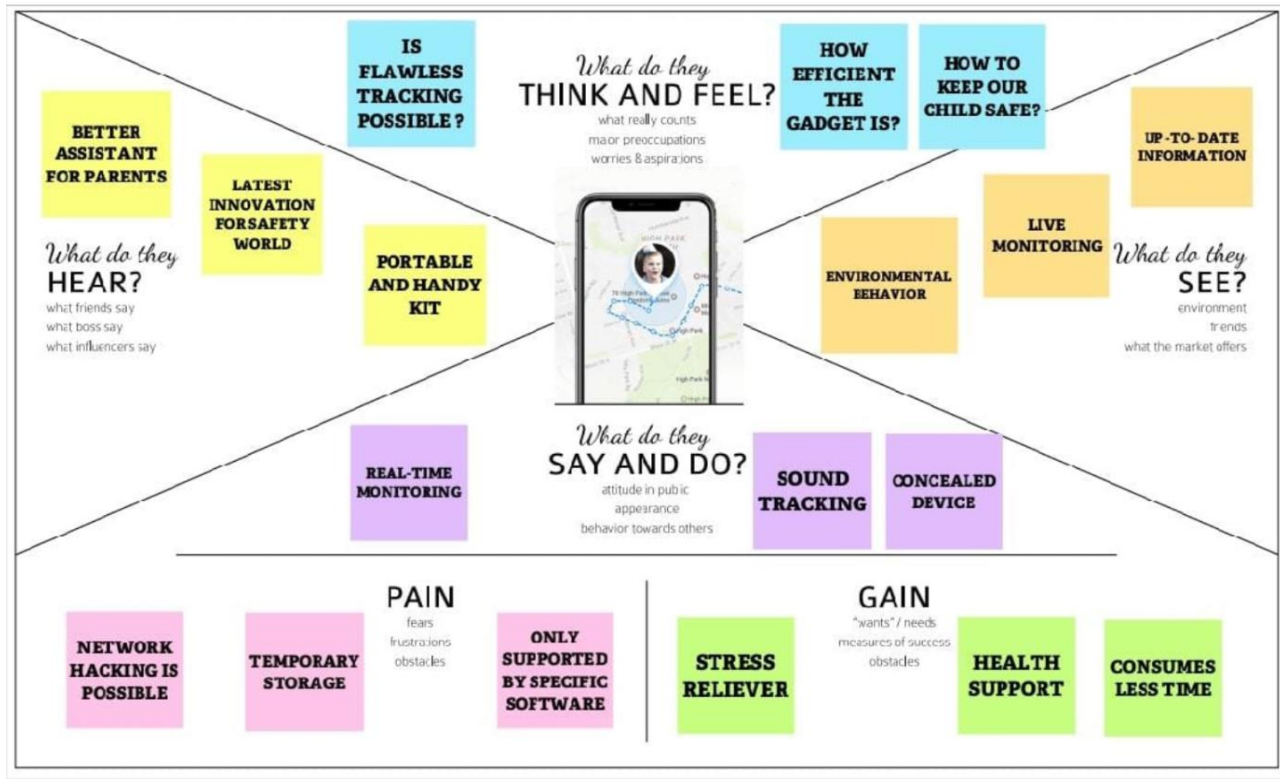 IS
FLAWLESS
TRACKING
POSSIBLE ?
What do they
THINK AND FEEL?
what really counts
major preoccupations
worries & aspirations
HOW
EFFICIENT
THE
GADGET IS?
HOW TO
KEEP OUR
CHILD SAFE?
BETTER
ASSISTANT
FOR PARENTS
LATEST
INNOVATION
FORSAFETY
WORLD
PORTABLE
AND HANDY
KIT
What do they
HEAR?
what friends say
what boss say
what influencers say
HIGH PARK
High Park
UP-TO-DATE
INFORMATION
LIVE
MONITORING
ENVIRONMENTAL
BEHAVIOR
What do they
SEE?
environment
friends
what the market offers
REAL-TIME
MONITORING
What do they
SAY AND DO?
attitude in public
appearance
behavior towards others
SOUND
TRACKING
CONCEALED
DEVICE
PAIN
fears
frustrations
obstacles
NETWORK
HACKING IS
POSSIBLE
TEMPORARY
STORAGE
ONLY
SUPPORTED
BY SPECIFIC
SOFTWARE
GAIN
"wants" / needs
measures of success
obstacles
STRESS
RELIEVER
HEALTH
SUPPORT
CONSUMES
LESS TIME